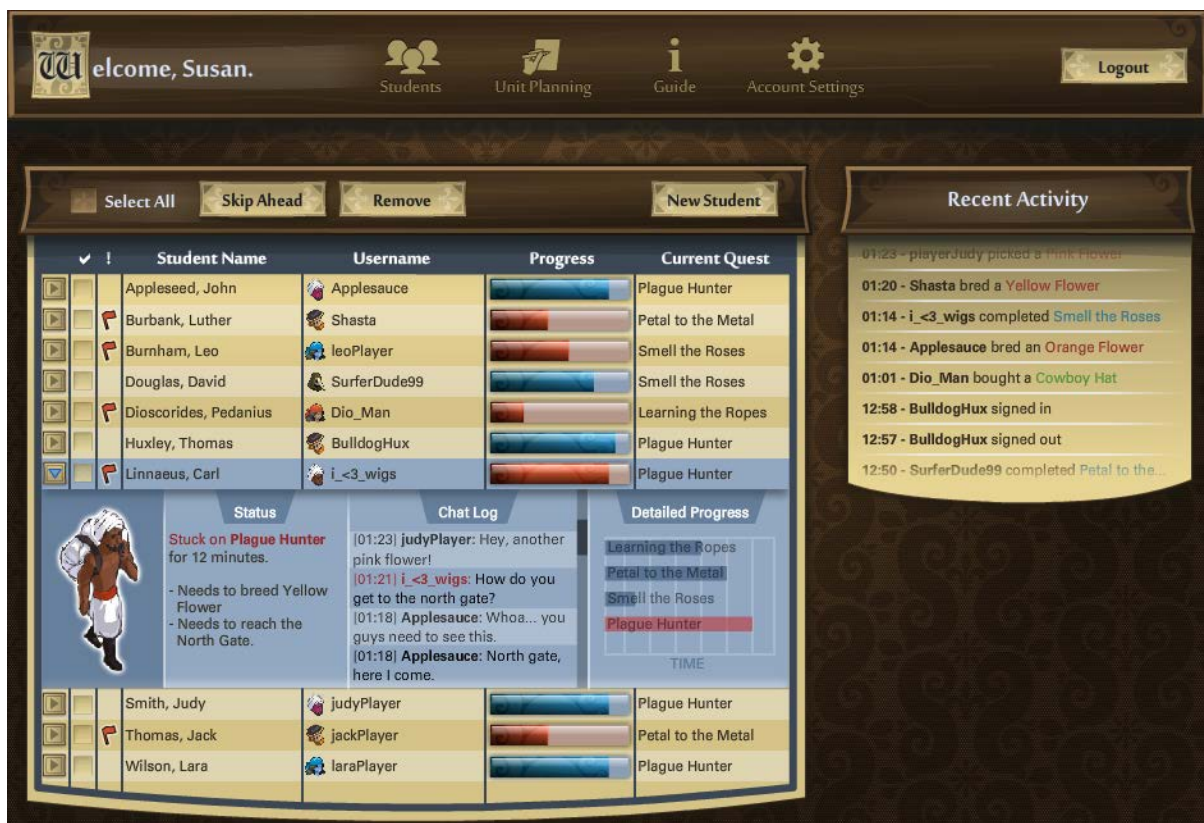 Welcome, Susan.
Students
Unit Planning
Guide
Account Settings
Logout
Select All
Skip Ahead
Remove
New Student
! Student Name Username Progress Current Quest
Appleseed, John Applesauce Plague Hunter
Burbank, Luther Shasta Petal to the Metal
Burnham, Leo leoPlayer Smell the Roses
Douglas, David SurferDude99 Smell the Roses
Dioscorides, Pedanius Dio_Man Learning the Ropes
Huxley, Thomas BulldogHux Plague Hunter
Linnaeus, Carl i_<3_wigs Plague Hunter
Status
Stuck on Plague Hunter
for 12 minutes.
- Needs to breed Yellow
Flower
- Needs to reach the
North Gate.
Chat Log
[01:23] judyPlayer: Hey, another
pink flower!
[01:21] i_<3_wigs: How do you
get to the north gate?
[01:18] Applesauce: Whoa... you
guys need to see this.
[01:18] Applesauce: North gate,
here I come.
Detailed Progress
Learning the Ropes
Petal to the Metal
Smell the Roses
Plague Hunter
TIME
Smith, Judy judyPlayer Plague Hunter
Thomas, Jack jackPlayer Petal to the Metal
Wilson, Lara laraPlayer Plague Hunter
Recent Activity
01:23 - playerJudy picked a Pink Flower
01:20 - Shasta bred a Yellow Flower
01:14 - i_<3_wigs completed Smell the Roses
01:14 - Applesauce bred an Orange Flower
01:01 - Dio_Man bought a Cowboy Hat
12:58 - BulldogHux signed in
12:57 - BulldogHux signed out
12:50 - SurferDude99 completed Petal to the...